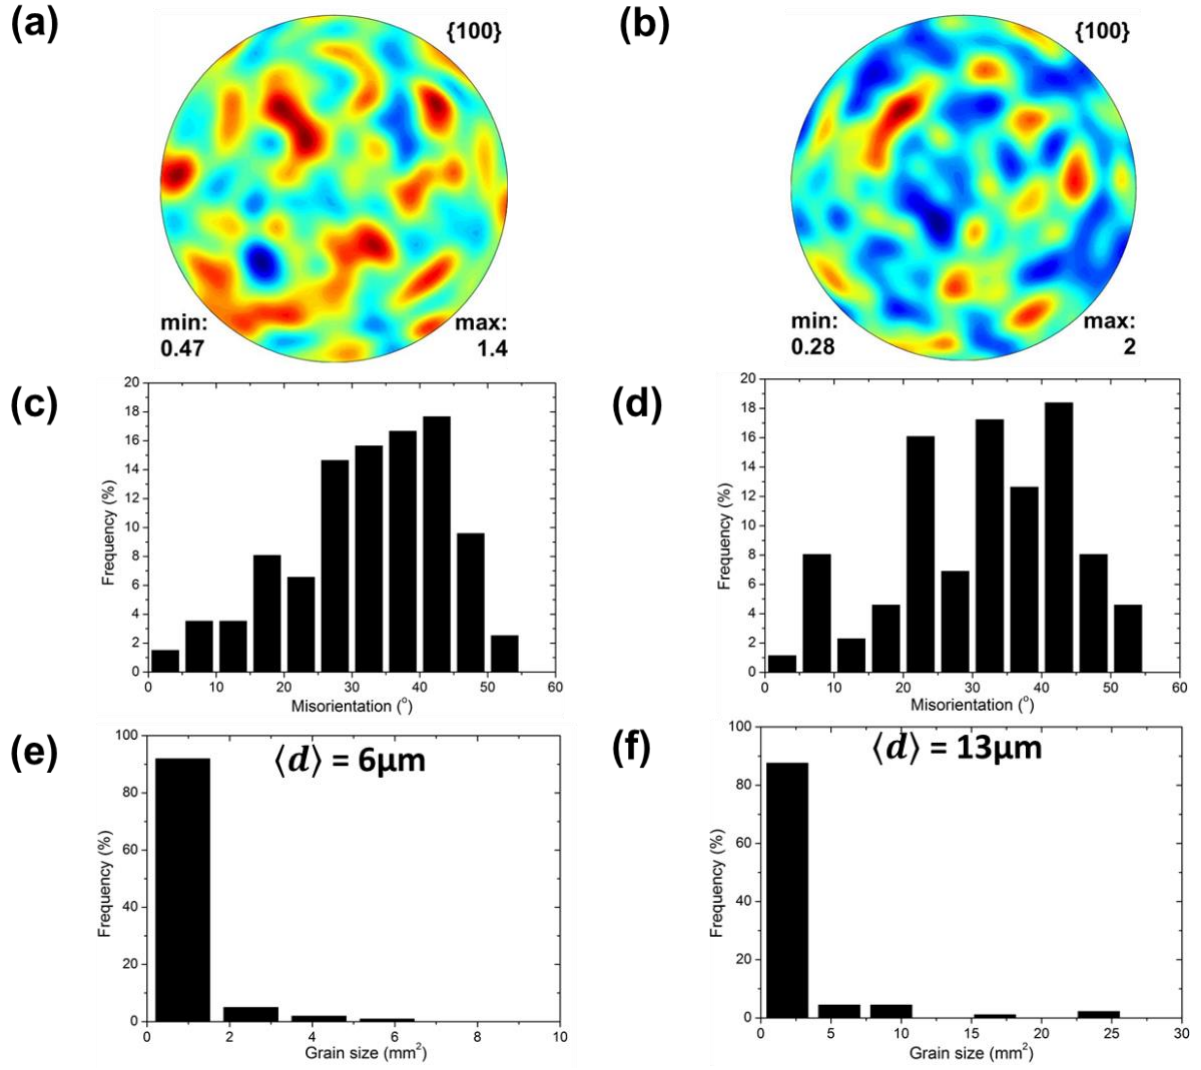 (a)
{100}
min:
0.47
max:
1.4
(b)
{100}
min:
0.28
max:
2
(c)
20
18
16
14
12
10
8
6
4
2
0
Frequency (%)
0 10 20 30 40 50 60
Misorientation (°)
(d)
20
18
16
14
12
10
8
6
4
2
0
Frequency (%)
0 10 20 30 40 50 60
Misorientation (°)
(e)
⟨d⟩ = 6μm
100
80
60
40
20
0
Frequency (%)
0 2 4 6 8 10
Grain size (mm²)
(f)
⟨d⟩ = 13μm
100
80
60
40
20
0
Frequency (%)
0 5 10 15 20 25 30
Grain size (mm²)